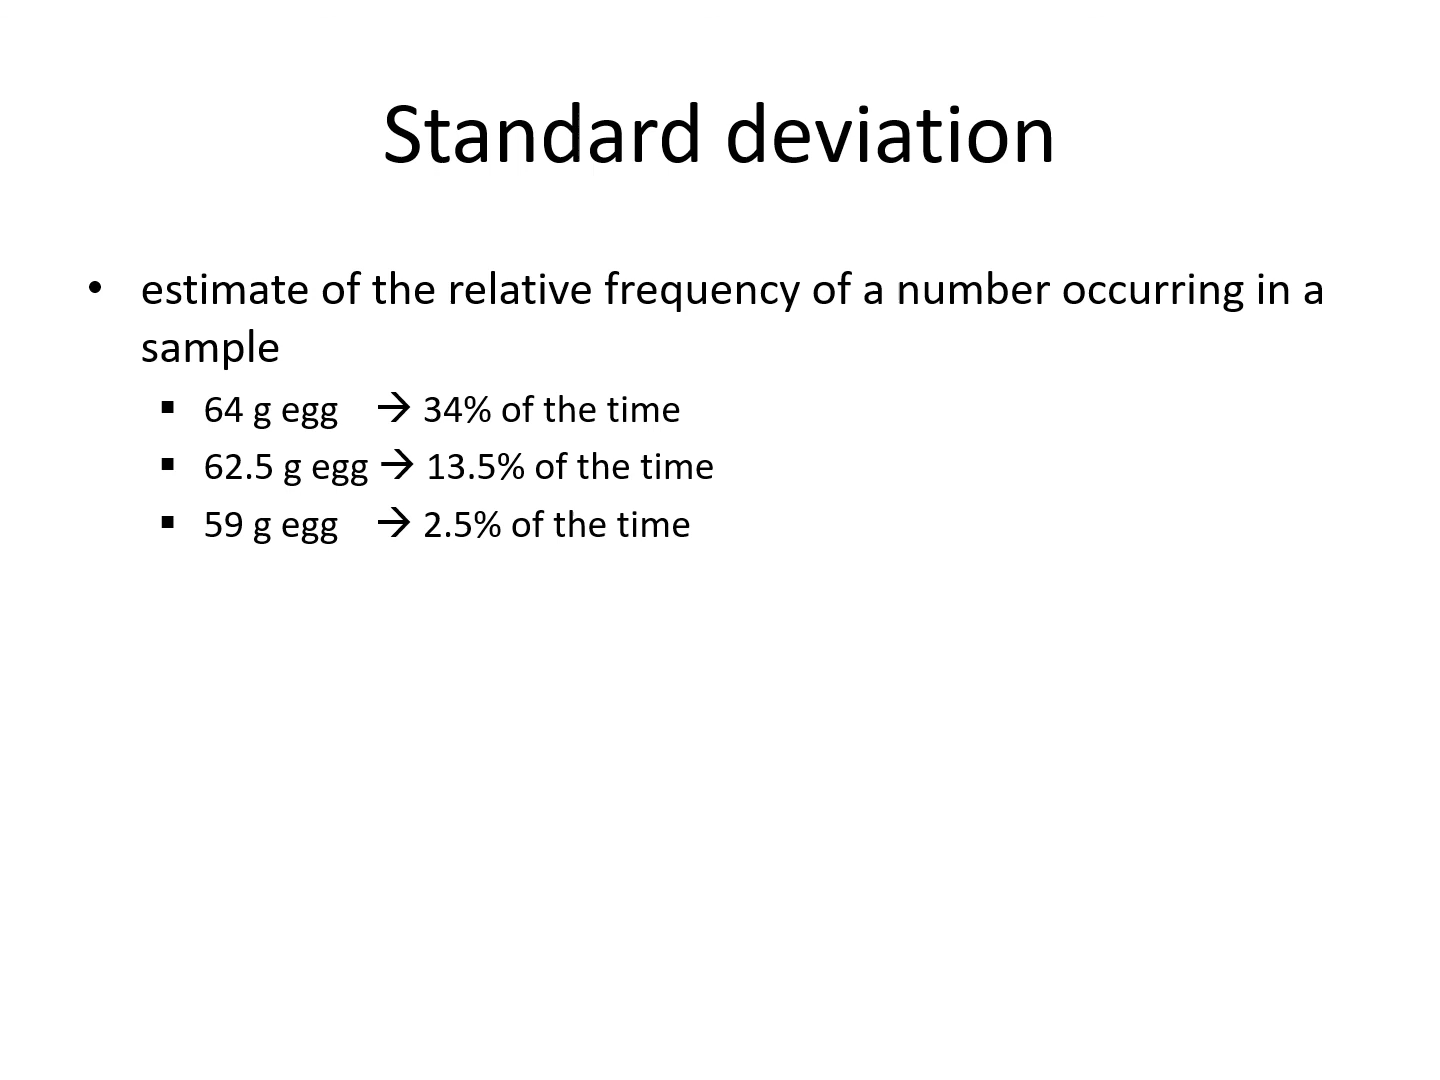 Standard deviation
• estimate of the relative frequency of a number occurring in a
sample
▪ 64 g egg → 34% of the time
▪ 62.5 g egg → 13.5% of the time
▪ 59 g egg → 2.5% of the time